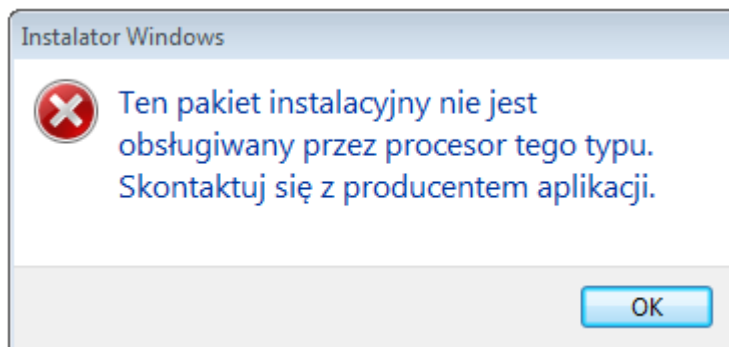 Instalator Windows
Ten pakiet instalacyjny nie jest
obsługiwany przez procesor tego typu.
Skontaktuj się z producentem aplikacji.
OK